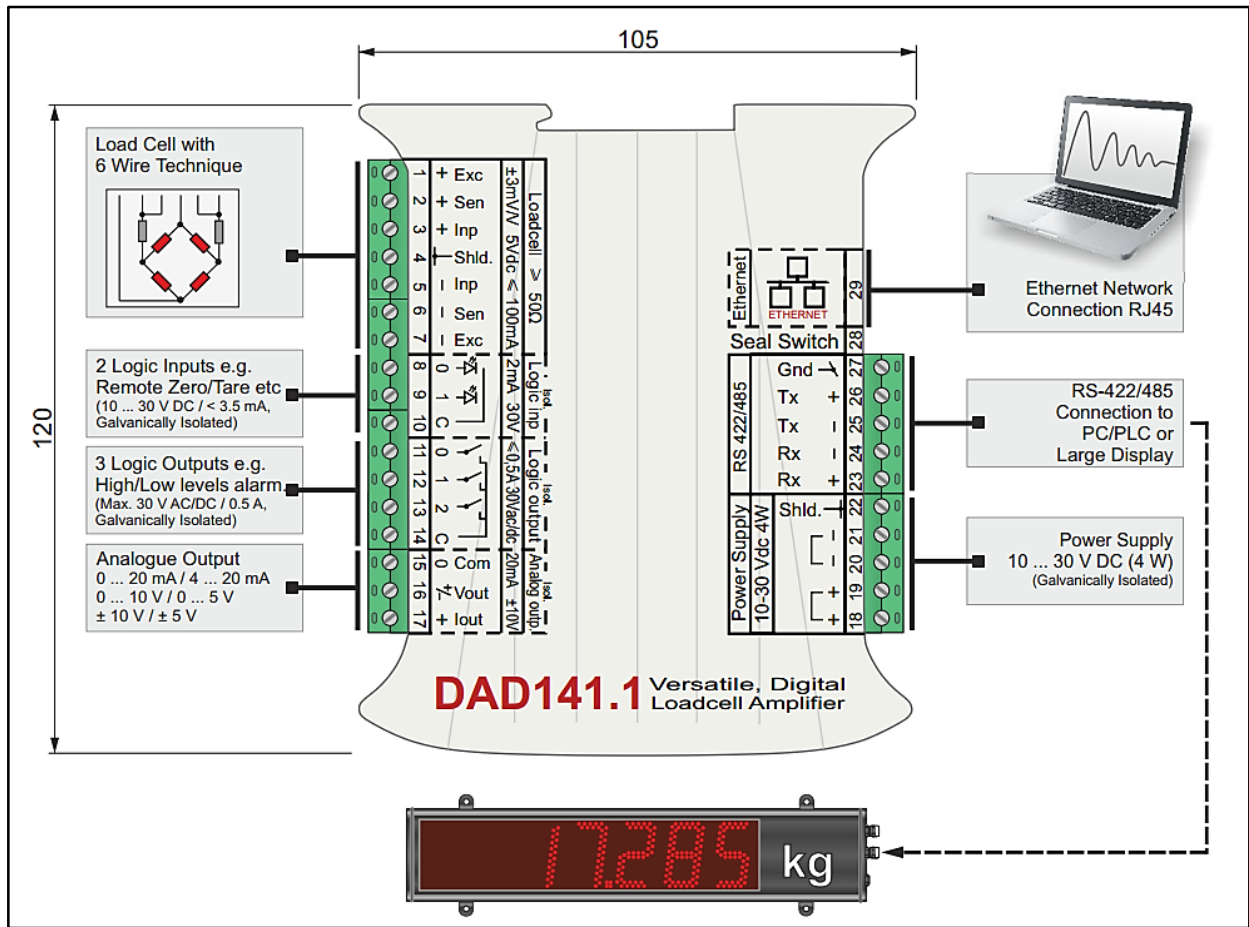 105
120
Load Cell with
6 Wire Technique
2 Logic Inputs e.g.
Remote Zero/Tare etc
(10 ... 30 V DC / < 3.5 mA,
Galvanically Isolated)
3 Logic Outputs e.g.
High/Low levels alarm.
(Max. 30 V AC/DC / 0.5 A,
Galvanically Isolated)
Analogue Output
0 ... 20 mA / 4 ... 20 mA
0 ... 10 V / 0 ... 5 V
± 10 V / ± 5 V
1 + Exc
2 + Sen
3 + Inp
4 Shld.
5 − Inp
6 − Sen
7 − Exc
8 0
9 1
10 C
11 0
12 1
13 2
14 C
15 0 Com
16 +/- Vout
17 + Iout
Loadcell ≥ 50Ω
±3mV/V 5Vdc ≤ 100mA
Isol.
Logic inp
2mA 30V
Isol.
Logic output
≤0,5A 30Vac/dc
Isol.
Analog outp.
20mA ±10V
Ethernet
ETHERNET
29
Seal Switch 28
RS 422/485
Gnd 27
Tx + 26
Tx - 25
Rx - 24
Rx + 23
Power Supply
10-30 Vdc 4W
Shld. 22
− 21
− 20
+ 19
+ 18
Ethernet Network
Connection RJ45
RS-422/485
Connection to
PC/PLC or
Large Display
Power Supply
10 ... 30 V DC (4 W)
(Galvanically Isolated)
DAD141.1 Versatile, Digital
Loadcell Amplifier
17.285 kg